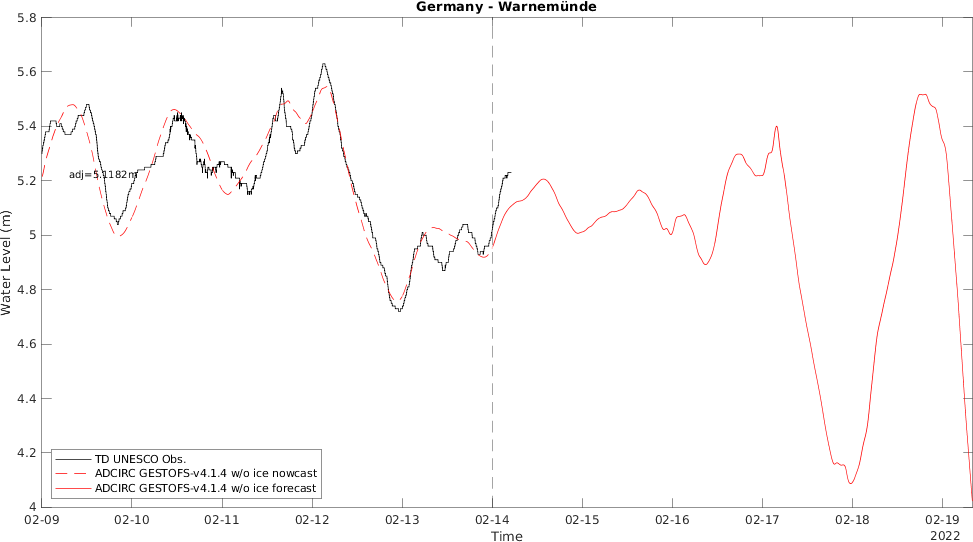 Germany - Warnemünde
5.8
5.6
5.4
5.2
5
4.8
4.6
4.4
4.2
4
Water Level (m)
adj=5.1182m
TD UNESCO Obs.
ADCIRC GESTOFS-v4.1.4 w/o ice nowcast
ADCIRC GESTOFS-v4.1.4 w/o ice forecast
02-09 02-10 02-11 02-12 02-13 02-14 02-15 02-16 02-17 02-18 02-19
Time 2022